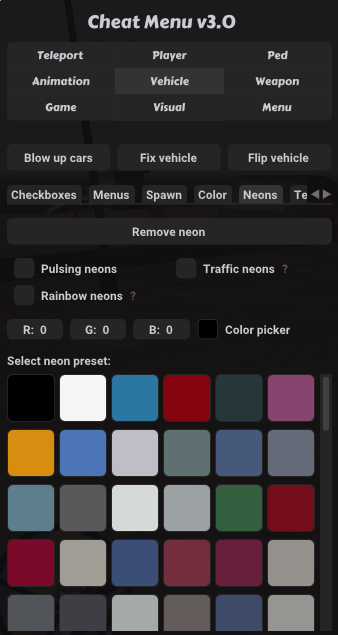 Cheat Menu v3.0
Teleport Player Ped
Animation Vehicle Weapon
Game Visual Menu
Blow up cars Fix vehicle Flip vehicle
Checkboxes Menus Spawn Color Neons Te
Remove neon
Pulsing neons Traffic neons ?
Rainbow neons ?
R: 0 G: 0 B: 0 Color picker
Select neon preset: